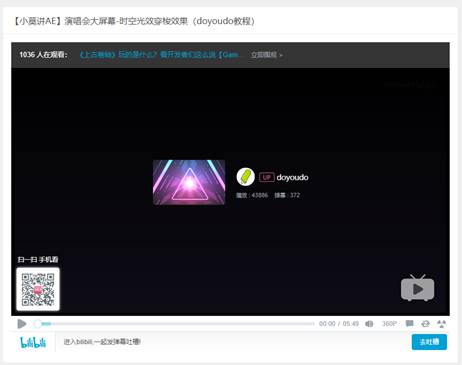 【小莫讲AE】演唱会大屏幕-时空光效穿梭效果（doyoudo教程）
1036 人在观看： 《上古卷轴》玩的是什么？看开发者们这么说【Gam... 立即围观 >
UP doyoudo
播放 : 43886 弹幕 : 372
扫一扫 手机看
00:00 / 05:49 360P
bilibili 进入bilibili,一起发弹幕吐槽! 去吐槽